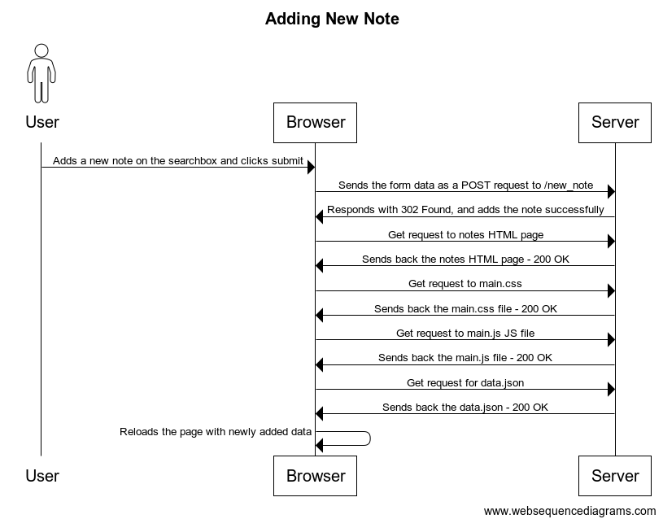 Adding New Note
User
Browser
Server
Adds a new note on the searchbox and clicks submit
Sends the form data as a POST request to /new_note
Responds with 302 Found, and adds the note successfully
Get request to notes HTML page
Sends back the notes HTML page - 200 OK
Get request to main.css
Sends back the main.css file - 200 OK
Get request to main.js JS file
Sends back the main.js file - 200 OK
Get request for data.json
Sends back the data.json - 200 OK
Reloads the page with newly added data
User
Browser
Server
www.websequencediagrams.com